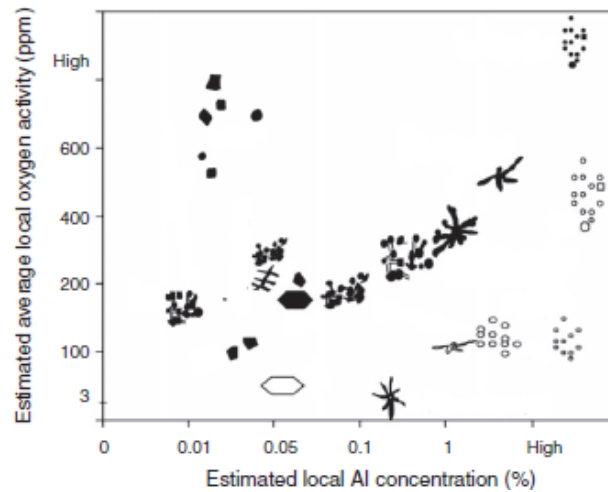 Estimated average local oxygen activity (ppm)
High
600
400
200
100
3
0
0.01
0.05
0.1
1
High
Estimated local Al concentration (%)